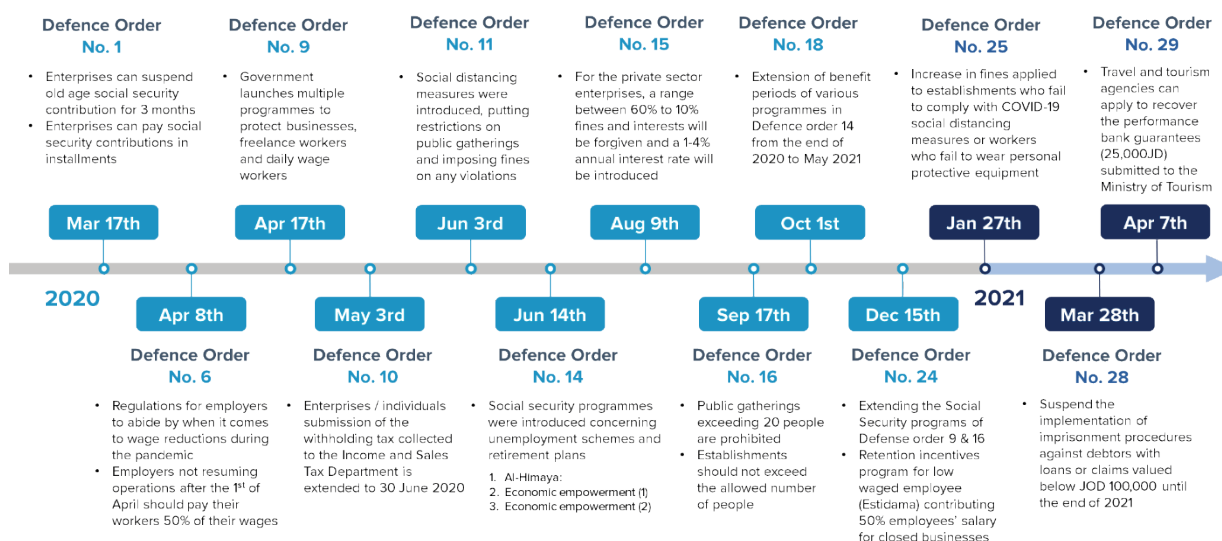 Defence Order
No. 1
• Enterprises can suspend
old age social security
contribution for 3 months
• Enterprises can pay social
security contributions in
installments
Defence Order
No. 9
• Government
launches multiple
programmes to
protect businesses,
freelance workers
and daily wage
workers
Defence Order
No. 11
• Social distancing
measures were
introduced, putting
restrictions on
public gatherings
and imposing fines
on any violations
Defence Order
No. 15
• For the private sector
enterprises, a range
between 60% to 10%
fines and interests will
be forgiven and a 1-4%
annual interest rate will
be introduced
Defence Order
No. 18
• Extension of benefit
periods of various
programmes in
Defence order 14
from the end of
2020 to May 2021
Defence Order
No. 25
• Increase in fines applied
to establishments who fail
to comply with COVID-19
social distancing
measures or workers
who fail to wear personal
protective equipment
Defence Order
No. 29
• Travel and tourism
agencies can
apply to recover
the performance
bank guarantees
(25,000JD)
submitted to the
Ministry of Tourism
Mar 17th
Apr 17th
Jun 3rd
Aug 9th
Oct 1st
Jan 27th
Apr 7th
2020
2021
Apr 8th
May 3rd
Jun 14th
Sep 17th
Dec 15th
Mar 28th
Defence Order
No. 6
• Regulations for employers
to abide by when it comes
to wage reductions during
the pandemic
• Employers not resuming
operations after the 1st of
April should pay their
workers 50% of their wages
Defence Order
No. 10
• Enterprises / individuals
submission of the
withholding tax collected
to the Income and Sales
Tax Department is
extended to 30 June 2020
Defence Order
No. 14
• Social security programmes
were introduced concerning
unemployment schemes and
retirement plans
1. Al-Himaya:
2. Economic empowerment (1)
3. Economic empowerment (2)
Defence Order
No. 16
• Public gatherings
exceeding 20 people
are prohibited
• Establishments
should not exceed
the allowed number
of people
Defence Order
No. 24
• Extending the Social
Security programs of
Defense order 9 & 16
• Retention incentives
program for low
waged employee
(Estidama) contributing
50% employees' salary
for closed businesses
Defence Order
No. 28
• Suspend the
implementation of
imprisonment procedures
against debtors with
loans or claims valued
below JOD 100,000 until
the end of 2021